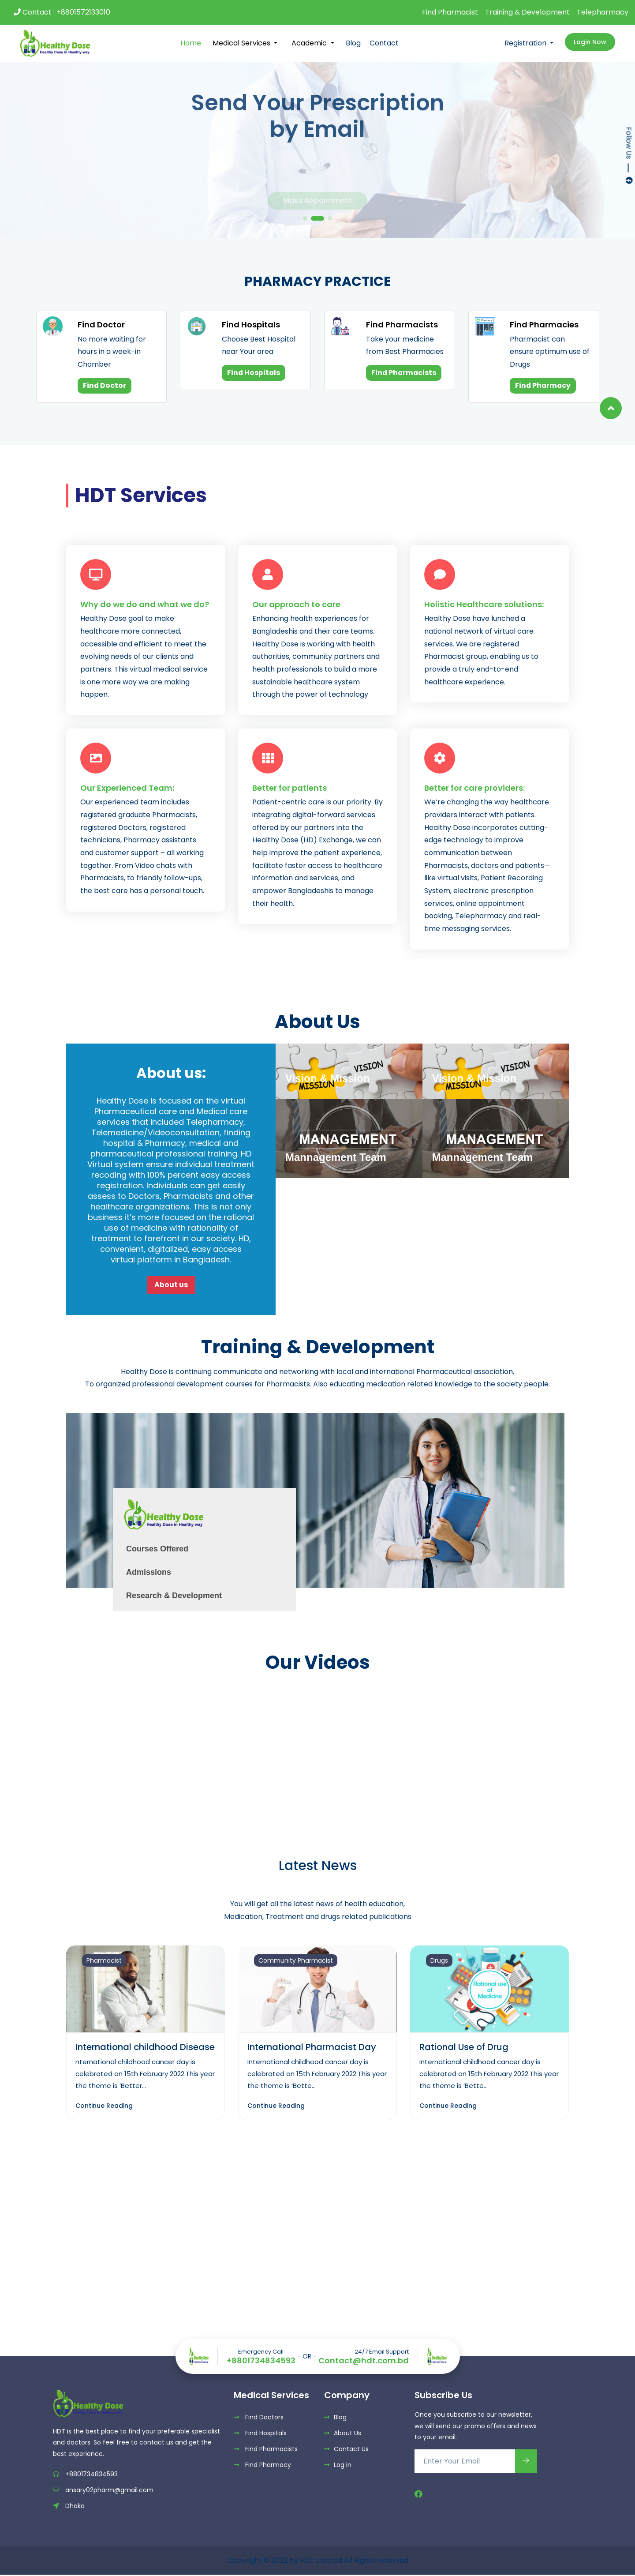 Contact : +8801572133010
Find Pharmacist Training & Development Telepharmacy
Healthy Dose
Healthy Dose in Healthy way
Home Medical Services Academic Blog Contact
Registration Login Now
Send Your Prescription
by Email
Make Appointment
Follow Us
PHARMACY PRACTICE
Find Doctor
No more waiting for
hours in a week-in
Chamber
Find Doctor
Find Hospitals
Choose Best Hospital
near Your area
Find Hospitals
Find Pharmacists
Take your medicine
from Best Pharmacies
Find Pharmacists
Find Pharmacies
Pharmacist can
ensure optimum use of
Drugs
Find Pharmacy
HDT Services
Why do we do and what we do?
Healthy Dose goal to make
healthcare more connected,
accessible and efficient to meet the
evolving needs of our clients and
partners. This virtual medical service
is one more way we are making
happen.
Our approach to care
Enhancing health experiences for
Bangladeshis and their care teams.
Healthy Dose is working with health
authorities, community partners and
health professionals to build a more
sustainable healthcare system
through the power of technology
Holistic Healthcare solutions:
Healthy Dose have lunched a
national network of virtual care
services. We are registered
Pharmacist group, enabling us to
provide a truly end-to-end
healthcare experience.
Our Experienced Team:
Our experienced team includes
registered graduate Pharmacists,
registered Doctors, registered
technicians, Pharmacy assistants
and customer support – all working
together. From Video chats with
Pharmacists, to friendly follow-ups,
the best care has a personal touch.
Better for patients
Patient-centric care is our priority. By
integrating digital-forward services
offered by our partners into the
Healthy Dose (HD) Exchange, we can
help improve the patient experience,
facilitate faster access to healthcare
information and services, and
empower Bangladeshis to manage
their health.
Better for care providers:
We're changing the way healthcare
providers interact with patients.
Healthy Dose incorporates cutting-
edge technology to improve
communication between
Pharmacists, doctors and patients—
like virtual visits, Patient Recording
System, electronic prescription
services, online appointment
booking, Telepharmacy and real-
time messaging services.
About Us
About us:
Healthy Dose is focused on the virtual
Pharmaceutical care and Medical care
services that included Telepharmacy,
Telemedicine/Videoconsultation, finding
hospital & Pharmacy, medical and
pharmaceutical professional training. HD
Virtual system ensure individual treatment
recoding with 100% percent easy access
registration. Individuals can get easily
assess to Doctors, Pharmacists and other
healthcare organizations. This is not only
business it's more focused on the rational
use of medicine with rationality of
treatment to forefront in our society. HD,
convenient, digitalized, easy access
virtual platform in Bangladesh.
About us
MISSION VISION
Vision & Mission
MISSION VISION
Vision & Mission
MANAGEMENT
Mannagement Team
MANAGEMENT
Mannagement Team
Training & Development
Healthy Dose is continuing communicate and networking with local and international Pharmaceutical association.
To organized professional development courses for Pharmacists. Also educating medication related knowledge to the society people.
Healthy Dose
Healthy Dose in Healthy way
Courses Offered
Admissions
Research & Development
Our Videos
Latest News
You will get all the latest news of health education,
Medication, Treatment and drugs related publications
Pharmacist
International childhood Disease
nternational childhood cancer day is
celebrated on 15th February 2022.This year
the theme is 'Better...
Continue Reading
Community Pharmacist
International Pharmacist Day
International childhood cancer day is
celebrated on 15th February 2022.This year
the theme is 'Bette...
Continue Reading
Drugs
Rational use of
Medicine
Rational Use of Drug
International childhood cancer day is
celebrated on 15th February 2022.This year
the theme is 'Bette...
Continue Reading
Emergency Call
+8801734834593
- OR -
24/7 Email Support
Contact@hdt.com.bd
Healthy Dose
Healthy Dose in Healthy way
HDT is the best place to find your preferable specialist
and doctors. So feel free to contact us and get the
best experience.
+8801734834593
ansary02pharm@gmail.com
Dhaka
Medical Services
Find Doctors
Find Hospitals
Find Pharmacists
Find Pharmacy
Company
Blog
About Us
Contact Us
Log in
Subscribe Us
Once you subscribe to our newsletter,
we will send our promo offers and news
to your email.
Enter Your Email